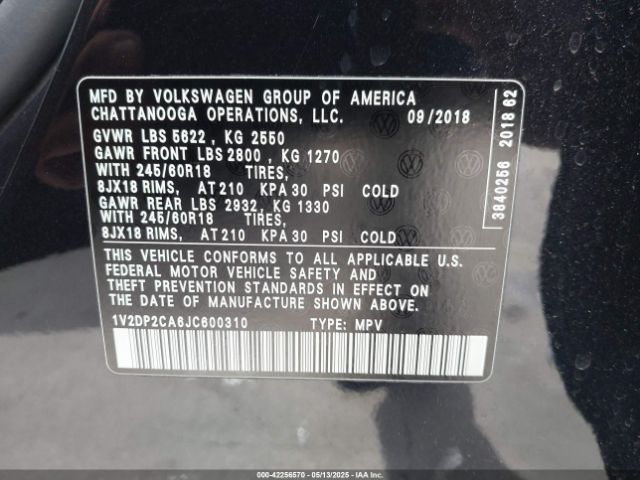 MFD BY VOLKSWAGEN GROUP OF AMERICA
CHATTANOOGA OPERATIONS, LLC. 09/2018
GVWR LBS 5622 , KG 2550
GAWR FRONT LBS 2800 , KG 1270
WITH 245/60R18 TIRES,
8JX18 RIMS, AT 210 KPA 30 PSI COLD
GAWR REAR LBS 2932, KG 1330
WITH 245/60R18 TIRES,
8JX18 RIMS, AT 210 KPA 30 PSI COLD
THIS VEHICLE CONFORMS TO ALL APPLICABLE U.S.
FEDERAL MOTOR VEHICLE SAFETY AND
THEFT PREVENTION STANDARDS IN EFFECT ON
THE DATE OF MANUFACTURE SHOWN ABOVE.
1V2DP2CA6JC600310 TYPE: MPV
3840256 2018 62
000-42256570 - 05/13/2025 - IAAI.COM